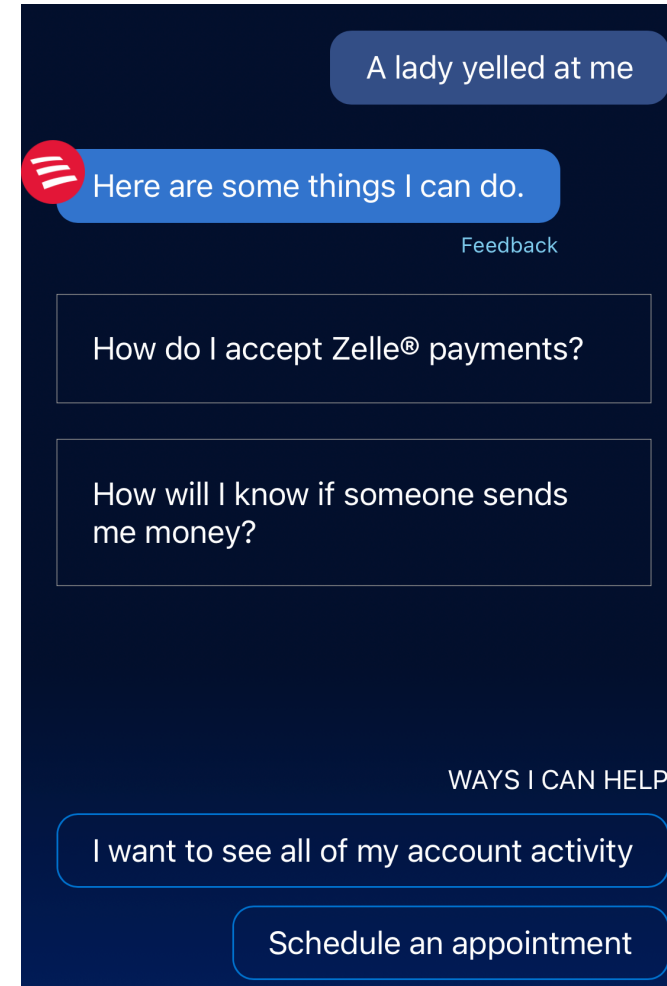 A lady yelled at me
Here are some things I can do.
Feedback
How do I accept Zelle® payments?
How will I know if someone sends
me money?
WAYS I CAN HELP
I want to see all of my account activity
Schedule an appointment